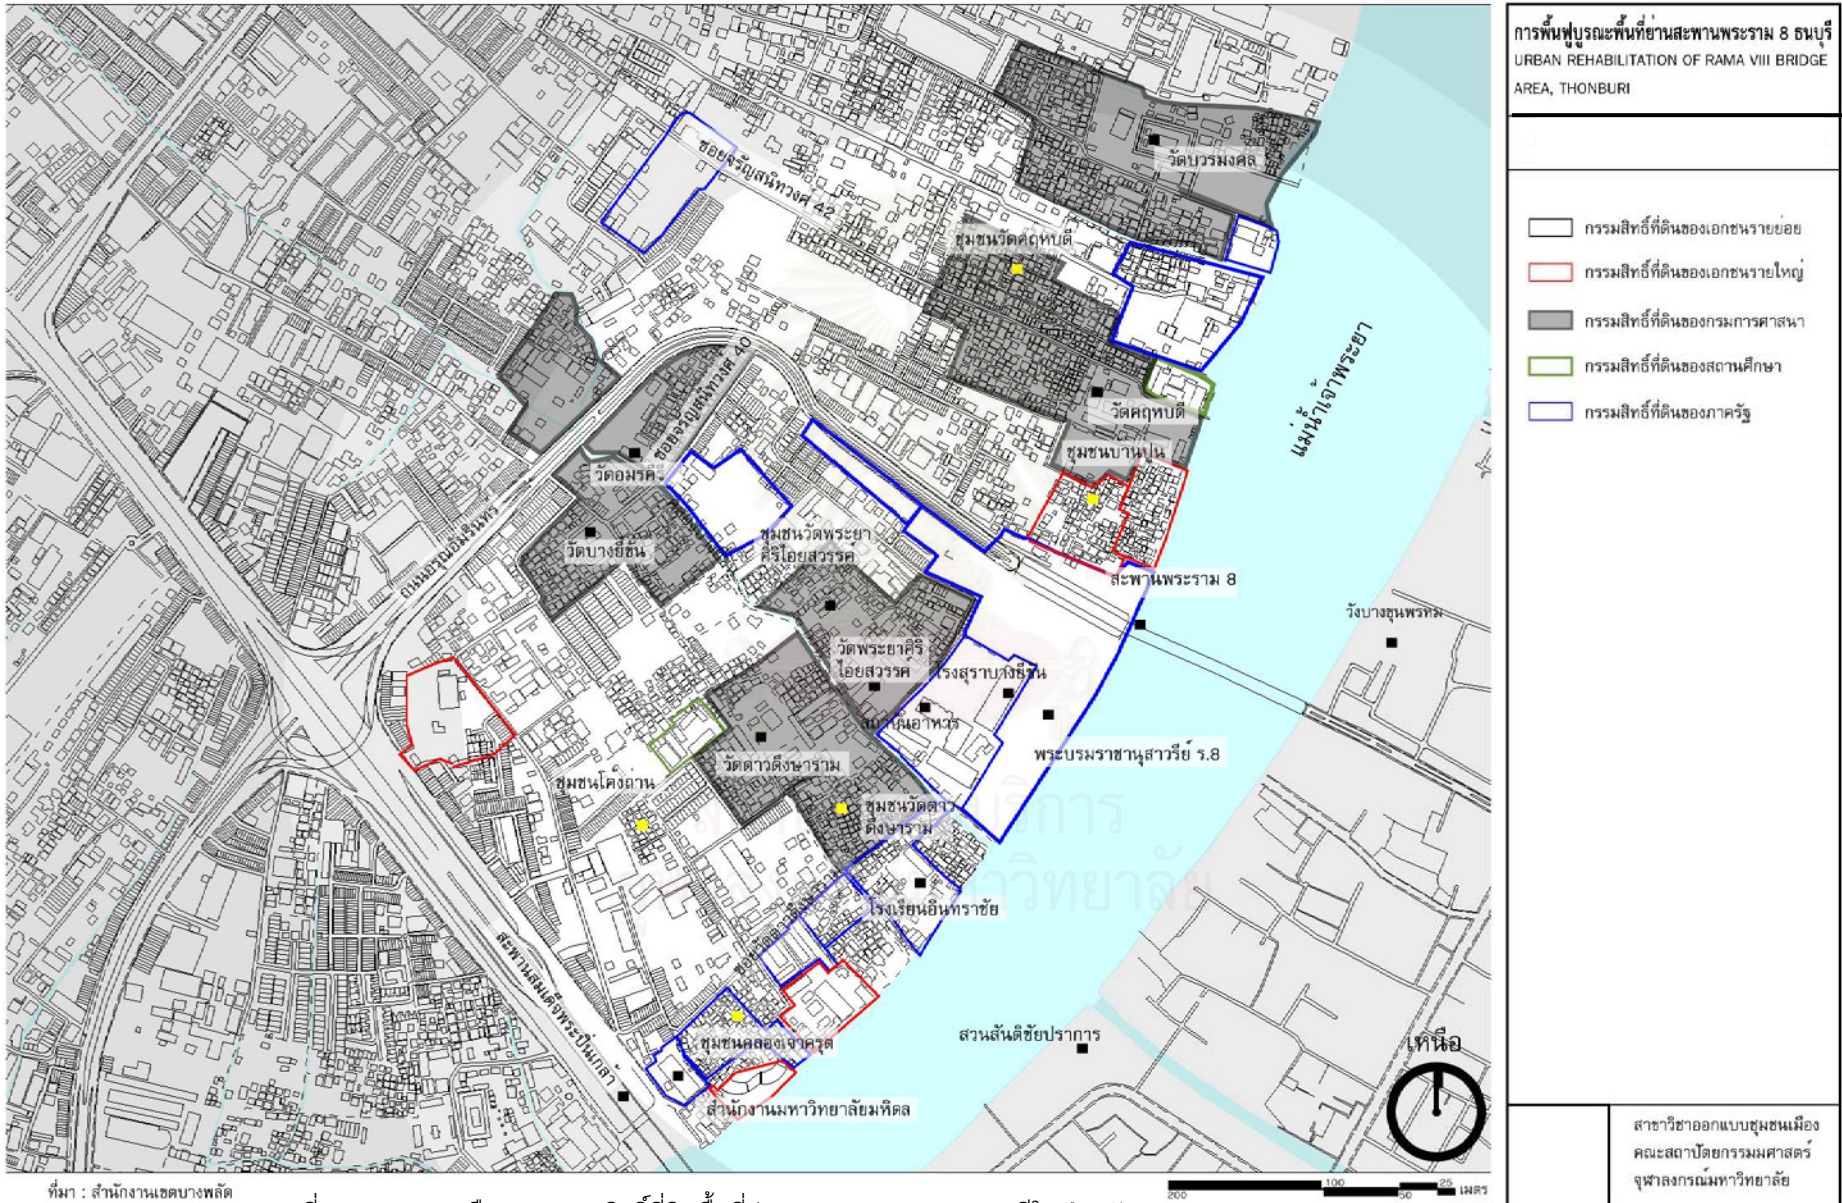 การฟื้นฟูบูรณะพื้นที่ย่านสะพานพระราม 8 ธนบุรี
URBAN REHABILITATION OF RAMA VIII BRIDGE
AREA, THONBURI
กรรมสิทธิ์ที่ดินของเอกชนรายย่อย
กรรมสิทธิ์ที่ดินของเอกชนรายใหญ่
กรรมสิทธิ์ที่ดินของกรมการศาสนา
กรรมสิทธิ์ที่ดินของสถานศึกษา
กรรมสิทธิ์ที่ดินของภาครัฐ
วัดบวรมงคล
ซอยจรัญสนิทวงศ์ 42
ชุมชนวัดคฤหบดี
แม่น้ำเจ้าพระยา
ซอยจรัญสนิทวงศ์ 40
วัดคฤหบดี
ชุมชนบ้านปูน
วัดอมรคีรี
ถนนอรุณอมรินทร์
วัดบางยี่ขัน
ชุมชนวัดพระยา
ศิริไอยสวรรค์
สะพานพระราม 8
วังบางขุนพรหม
วัดพระยาศิริ
ไอยสวรรค์
โรงสุราบางยี่ขัน
สถาบันอาหาร
พระบรมราชานุสาวรีย์ ร.8
วัดดาวดึงษาราม
ชุมชนโค้งถ่าน
ชุมชนวัดดาว
ดึงษาราม
บริการ
วิทยาลัย
โรงเรียนอินทราชัย
สะพานสมเด็จพระปิ่นเกล้า
สวนสันติชัยปราการ
เหนือ
ชุมชนคลองเจ้าครุฑ
สำนักงานมหาวิทยาลัยมหิดล
สาขาวิชาออกแบบชุมชนเมือง
คณะสถาปัตยกรรมมศาสตร์
จุฬาลงกรณ์มหาวิทยาลัย
ที่มา : สำนักงานเขตบางพลัด
200 100 50 25 เมตร